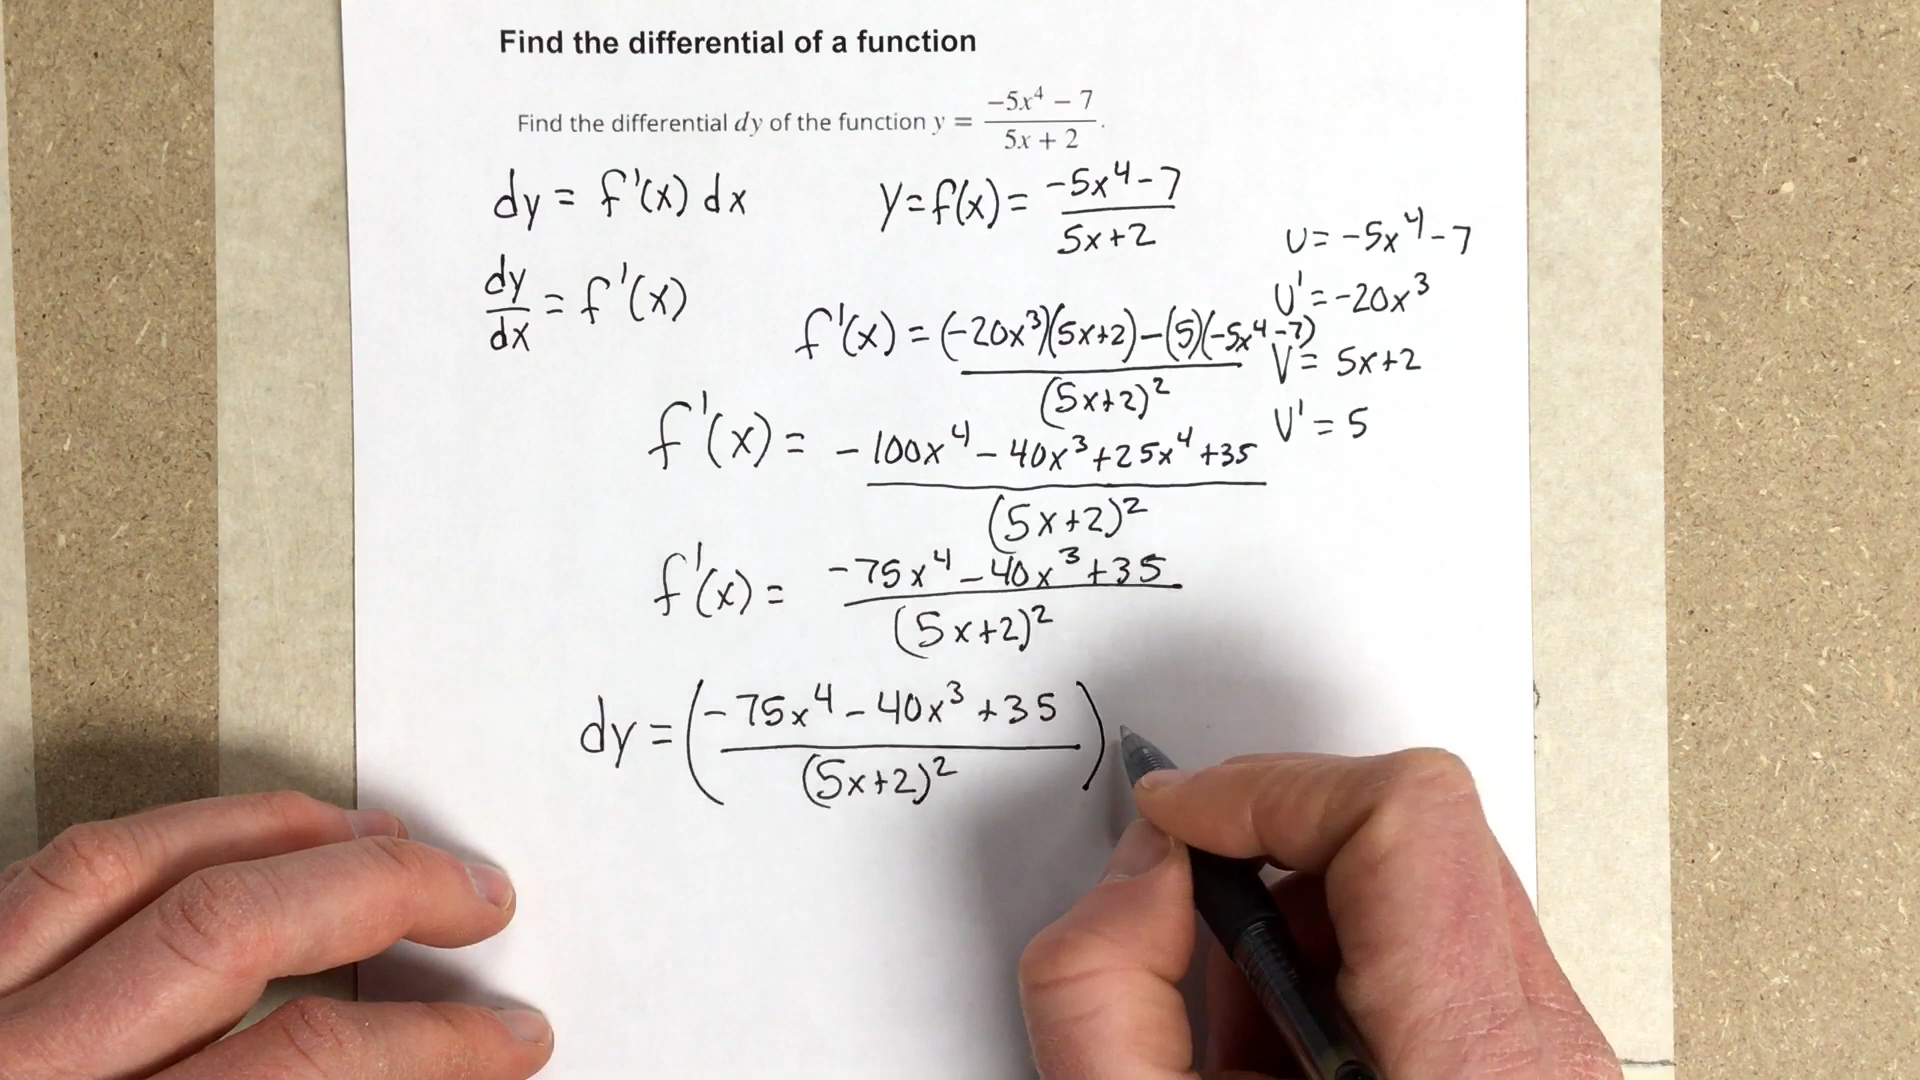 Find the differential of a function
Find the differential dy of the function y = (−5x⁴ − 7)/(5x + 2).
dy = f'(x) dx
y = f(x) = (-5x⁴-7)/(5x+2)
dy/dx = f'(x)
U = -5x⁴-7
U' = -20x³
V = 5x+2
V' = 5
f'(x) = ((-20x³)(5x+2)-(5)(-5x⁴-7))/(5x+2)²
f'(x) = (-100x⁴ - 40x³+25x⁴+35)/(5x+2)²
f'(x) = (-75x⁴-40x³+35)/(5x+2)²
dy = ((-75x⁴-40x³+35)/(5x+2)²)